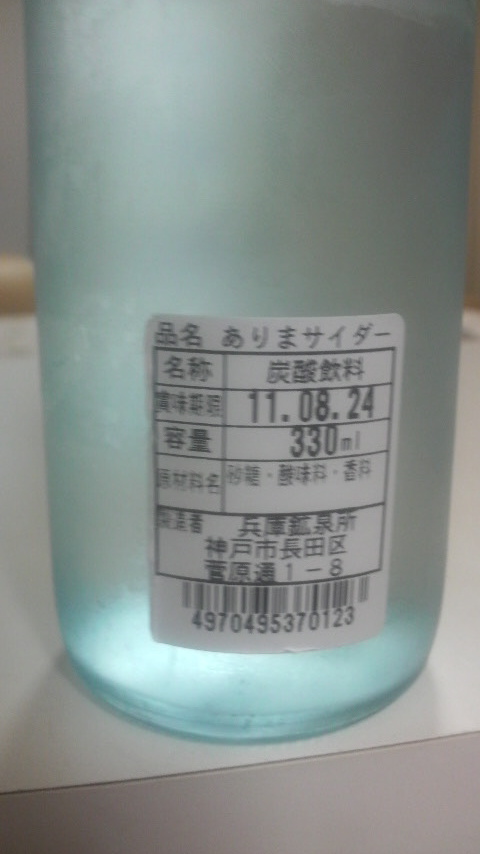 品名 ありまサイダー
名称 炭酸飲料
賞味期限 11.08.24
容量 330ml
原材料名 砂糖・酸味料・香料
製造者 兵庫鉱泉所
神戸市長田区
菅原通1-8
4970495370123